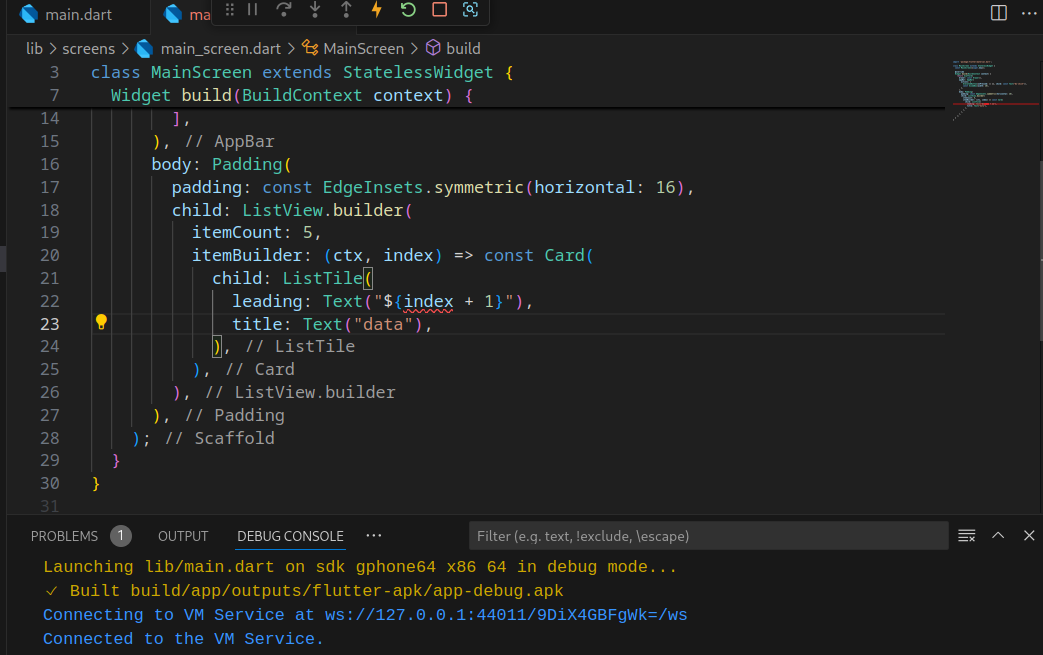 main.dart
ma
lib > screens > main_screen.dart > MainScreen > build
3 class MainScreen extends StatelessWidget {
7 Widget build(BuildContext context) {
14 ],
15 ), // AppBar
16 body: Padding(
17 padding: const EdgeInsets.symmetric(horizontal: 16),
18 child: ListView.builder(
19 itemCount: 5,
20 itemBuilder: (ctx, index) => const Card(
21 child: ListTile(
22 leading: Text("${index + 1}"),
23 title: Text("data"),
24 ), // ListTile
25 ), // Card
26 ), // ListView.builder
27 ), // Padding
28 ); // Scaffold
29 }
30 }
31
PROBLEMS 1 OUTPUT DEBUG CONSOLE ··· Filter (e.g. text, !exclude, \escape)
Launching lib/main.dart on sdk gphone64 x86 64 in debug mode...
✓ Built build/app/outputs/flutter-apk/app-debug.apk
Connecting to VM Service at ws://127.0.0.1:44011/9DiX4GBFgWk=/ws
Connected to the VM Service.